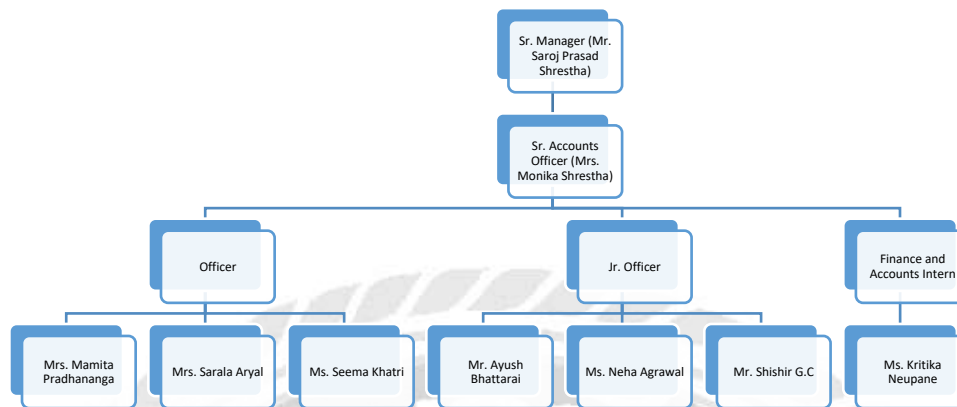 Sr. Manager (Mr.
Saroj Prasad
Shrestha)
Sr. Accounts
Officer (Mrs.
Monika Shrestha)
Officer
Jr. Officer
Finance and
Accounts Intern
Mrs. Mamita
Pradhananga
Mrs. Sarala Aryal
Ms. Seema Khatri
Mr. Ayush
Bhattarai
Ms. Neha Agrawal
Mr. Shishir G.C
Ms. Kritika
Neupane